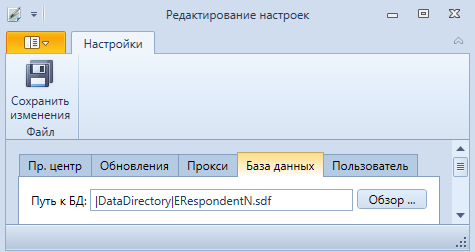 Редактирование настроек
Настройки
Сохранить
изменения
Файл
Пр. центр
Обновления
Прокси
База данных
Пользователь
Путь к БД:
|DataDirectory|ERespondentN.sdf
Обзор ...